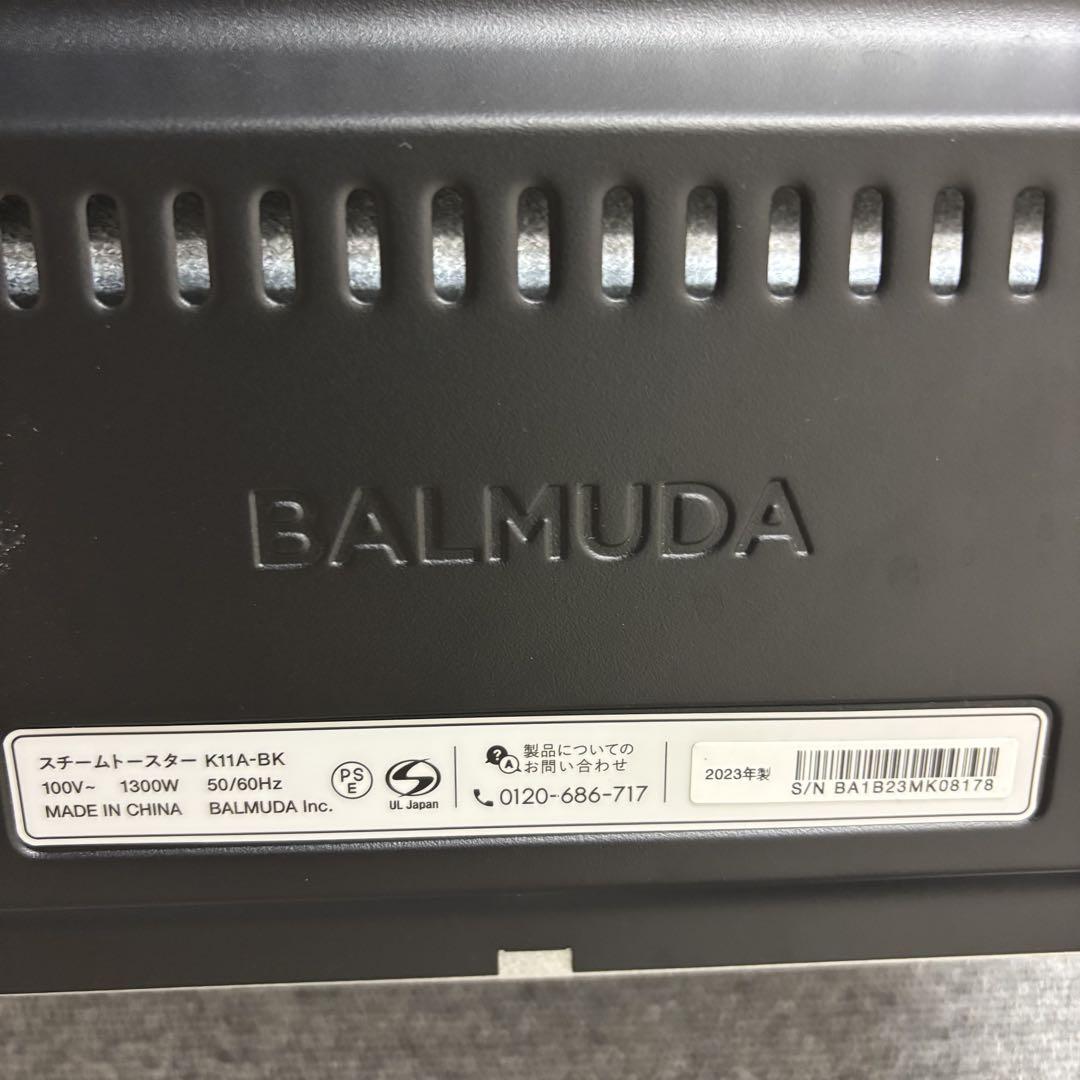 BALMUDA
スチームトースター K11A-BK
100V~ 1300W 50/60Hz
MADE IN CHINA BALMUDA Inc.
PS
E
UL Japan
? A
製品についての
お問い合わせ
0120-686-717
2023年製
S/N BA1B23MK08178